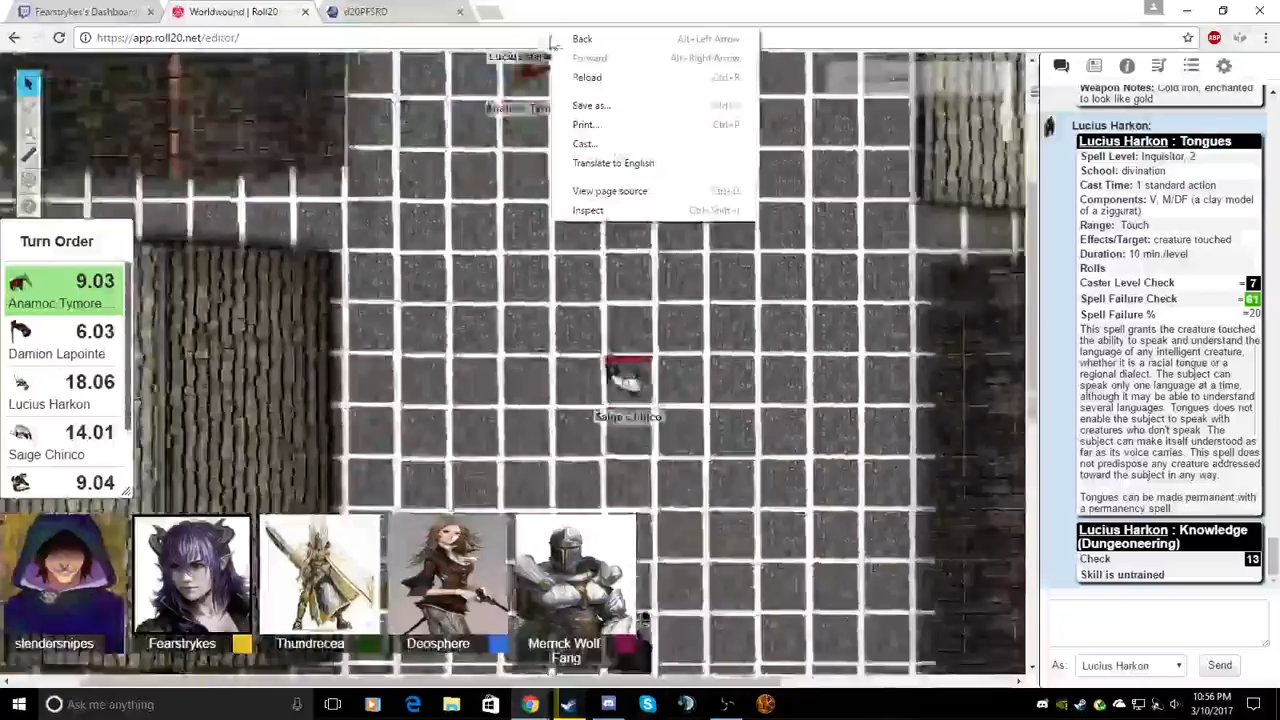 Fearstrykes's Dashboard
Worldwound | Roll20
d20PFSRD
https://app.roll20.net/editor/
Back Alt+Left Arrow
Forward Alt+Right Arrow
Reload Ctrl+R
Save as...
Print... Ctrl+P
Cast...
Translate to English
View page source Ctrl+U
Inspect Ctrl+Shift+I
Turn Order
9.03
Anamoc Tymore...
6.03
Damion Lapointe
18.06
Lucius Harkon
14.01
Saige Chirico
9.04
Saige Chirico
slendersnipes
Fearstrykes
Thundrecea
Deosphere
Merrick Wolf
Fang
Weapon Notes: Cold iron, enchanted
to look like gold
Lucius Harkon:
Lucius Harkon : Tongues
Spell Level: Inquisitor, 2
School: divination
Cast Time: 1 standard action
Components: V, M/DF (a clay model
of a ziggurat)
Range: Touch
Effects/Target: creature touched
Duration: 10 min./level
Rolls
Caster Level Check =7
Spell Failure Check =61
Spell Failure % =20
This spell grants the creature touched
the ability to speak and understand the
language of any intelligent creature,
whether it is a racial tongue or a
regional dialect. The subject can
speak only one language at a time,
although it may be able to understand
several languages. Tongues does not
enable the subject to speak with
creatures who don't speak. The
subject can make itself understood as
far as its voice carries. This spell does
not predispose any creature addressed
toward the subject in any way.
Tongues can be made permanent with
a permanency spell.
Lucius Harkon : Knowledge
(Dungeoneering)
Check 13
Skill is untrained
As: Lucius Harkon
Send
Ask me anything
10:56 PM
3/10/2017